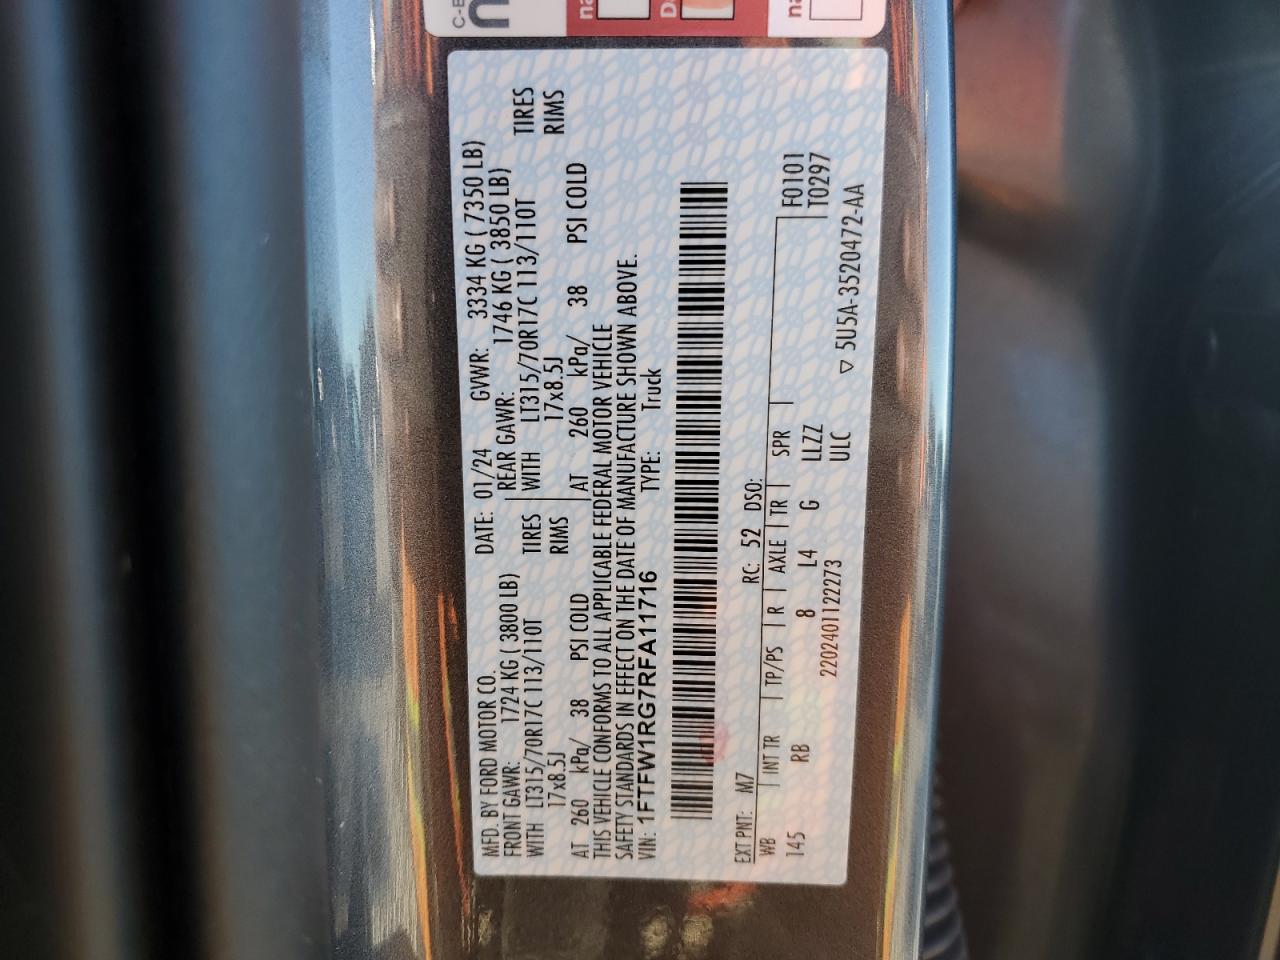 MFD. BY FORD MOTOR CO. DATE: 01/24 GVWR: 3334 KG ( 7350 LB)
FRONT GAWR: 1724 KG ( 3800 LB) REAR GAWR: 1746 KG ( 3850 LB)
WITH LT315/70R17C 113/110T TIRES WITH LT315/70R17C 113/110T TIRES
17x8.5J RIMS 17x8.5J RIMS
AT 260 kPa/ 38 PSI COLD AT 260 kPa/ 38 PSI COLD
THIS VEHICLE CONFORMS TO ALL APPLICABLE FEDERAL MOTOR VEHICLE
SAFETY STANDARDS IN EFFECT ON THE DATE OF MANUFACTURE SHOWN ABOVE.
VIN: 1FTFW1RG7RFA11716 TYPE: Truck
EXT PNT: M7 RC: 52 DSO:
WB INT TR TP/PS R AXLE TR SPR F0101
145 RB 8 L4 G LLZZ T0297
220240112273 ULC
▽ 5U5A-3520472-AA